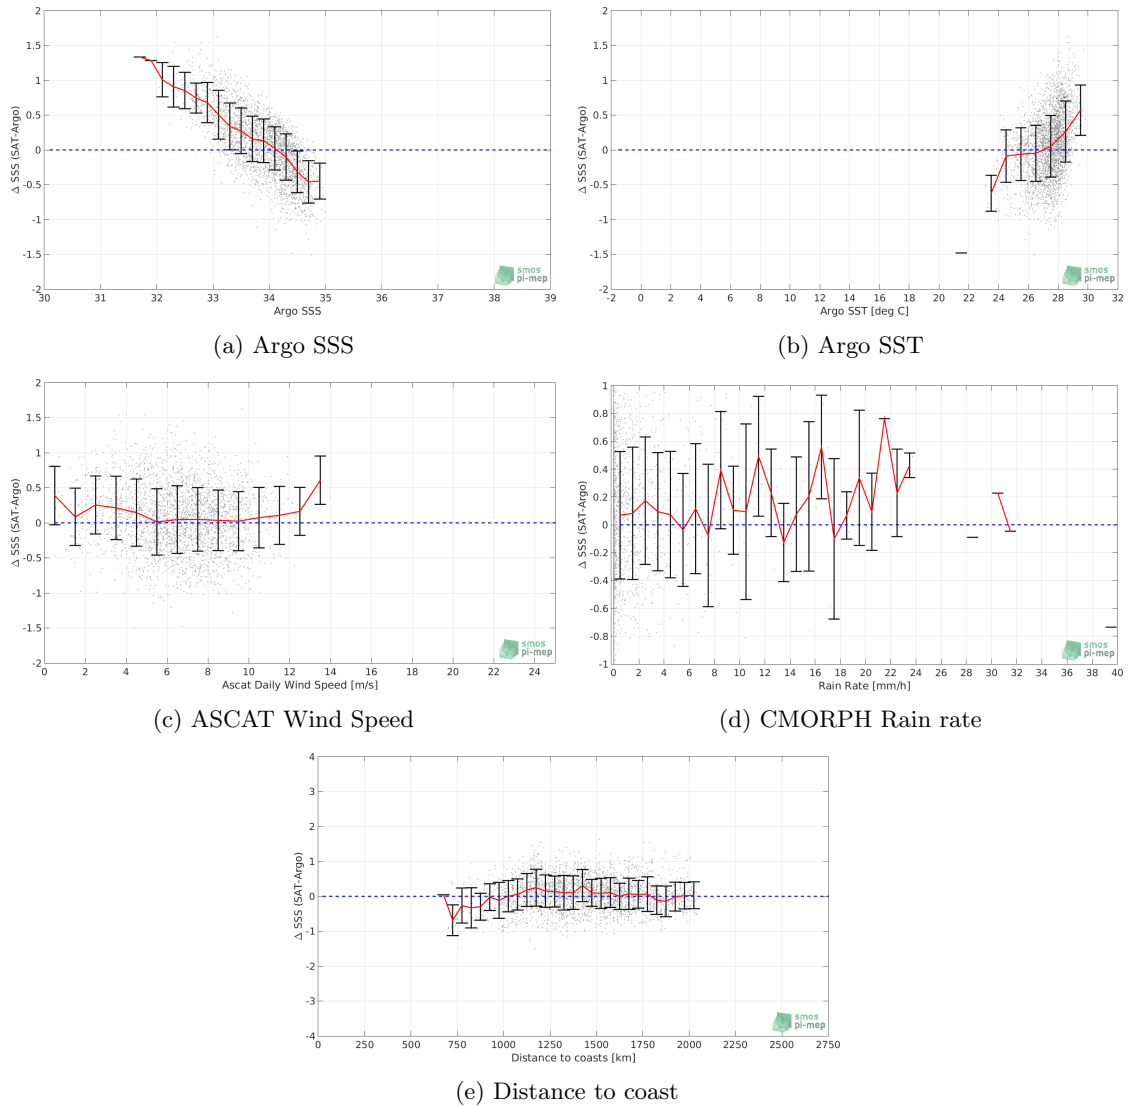 2
1.5
1
0.5
0
-0.5
-1
-1.5
-2
Δ SSS (SAT-Argo)
30 31 32 33 34 35 36 37 38 39
Argo SSS
smos
pi-mep
(a) Argo SSS
2
1.5
1
0.5
0
-0.5
-1
-1.5
-2
Δ SSS (SAT-Argo)
-2 0 2 4 6 8 10 12 14 16 18 20 22 24 26 28 30 32
Argo SST [deg C]
smos
pi-mep
(b) Argo SST
2
1.5
1
0.5
0
-0.5
-1
-1.5
-2
Δ SSS (SAT-Argo)
0 2 4 6 8 10 12 14 16 18 20 22 24
Ascat Daily Wind Speed [m/s]
smos
pi-mep
(c) ASCAT Wind Speed
1
0.8
0.6
0.4
0.2
0
-0.2
-0.4
-0.6
-0.8
-1
Δ SSS (SAT-Argo)
0 2 4 6 8 10 12 14 16 18 20 22 24 26 28 30 32 34 36 38 40
Rain Rate [mm/h]
smos
pi-mep
(d) CMORPH Rain rate
4
3
2
1
0
-1
-2
-3
-4
Δ SSS (SAT-Argo)
0 250 500 750 1000 1250 1500 1750 2000 2250 2500 2750
Distance to coasts [km]
smos
pi-mep
(e) Distance to coast